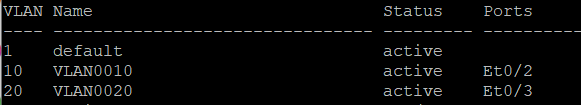 VLAN Name                             Status    Ports
---- -------------------------------- --------- ----------
1    default                          active
10   VLAN0010                         active    Et0/2
20   VLAN0020                         active    Et0/3